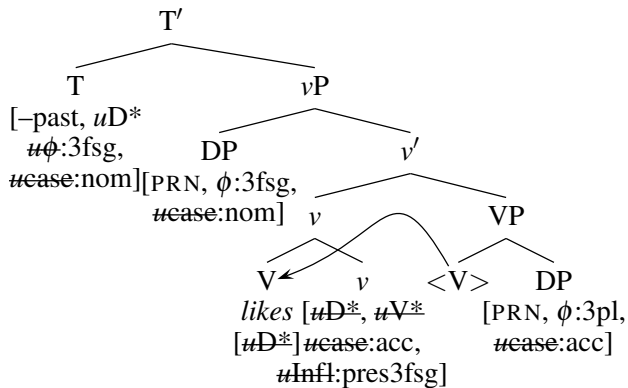 T′
T vP
[–past, uD*
uϕ:3fsg,
ucase:nom]
DP v′
[PRN, ϕ:3fsg,
ucase:nom]
v VP
V v <V> DP
likes [uD*, uV*
[uD*] ucase:acc,
uInfl:pres3fsg]
[PRN, ϕ:3pl,
ucase:acc]